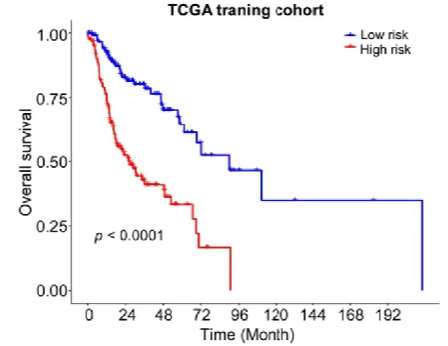 TCGA traning cohort
Low risk
High risk
Overall survival
1.00
0.75
0.50
0.25
0.00
p < 0.0001
0 24 48 72 96 120 144 168 192
Time (Month)